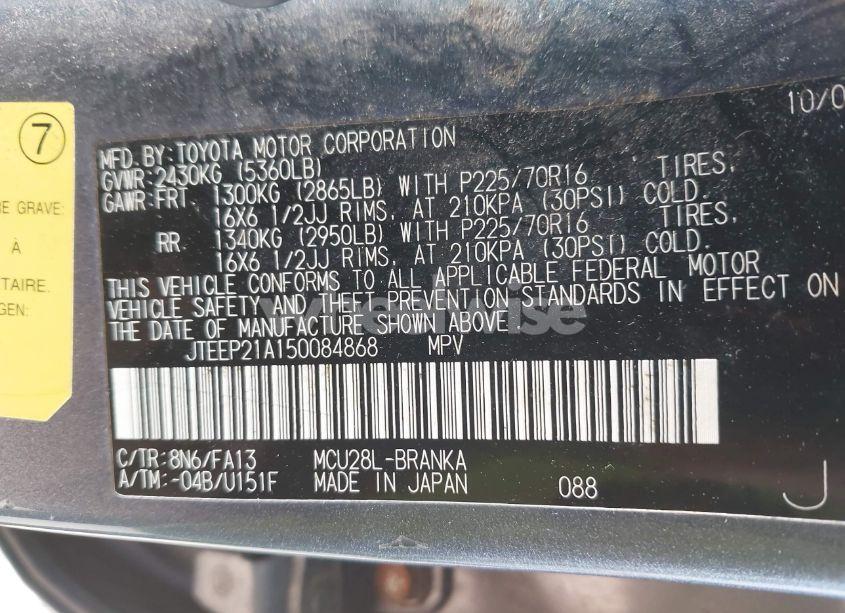 10/0
7
MFD.BY:TOYOTA MOTOR CORPORATION
GVWR:2430KG (5360LB)
GAWR:FRT. 1300KG (2865LB) WITH P225/70R16 TIRES,
16X6 1/2JJ RIMS, AT 210KPA (30PSI) COLD.
RR. 1340KG (2950LB) WITH P225/70R16 TIRES,
16X6 1/2JJ RIMS, AT 210KPA (30PSI) COLD.
THIS VEHICLE CONFORMS TO ALL APPLICABLE FEDERAL MOTOR
VEHICLE SAFETY AND THEFT PREVENTION STANDARDS IN EFFECT ON
THE DATE OF MANUFACTURE SHOWN ABOVE.
JTEEP21A150084868 MPV
C/TR:8N6/FA13 MCU28L-BRANKA
A/TM:-04B/U151F MADE IN JAPAN 088
J
E GRAVE:
À
TAIRE.
GEN: